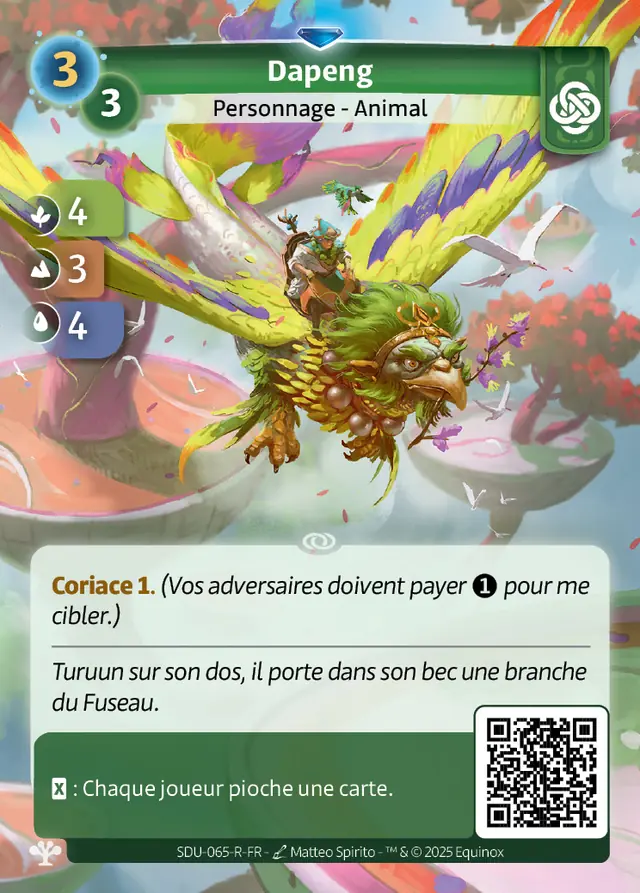 3
Dapeng
3
Personnage - Animal
4
3
4
Coriace 1. (Vos adversaires doivent payer 1 pour me
cibler.)
Turuun sur son dos, il porte dans son bec une branche
du Fuseau.
X : Chaque joueur pioche une carte.
SDU-065-R-FR - Matteo Spirito - ™ & © 2025 Equinox